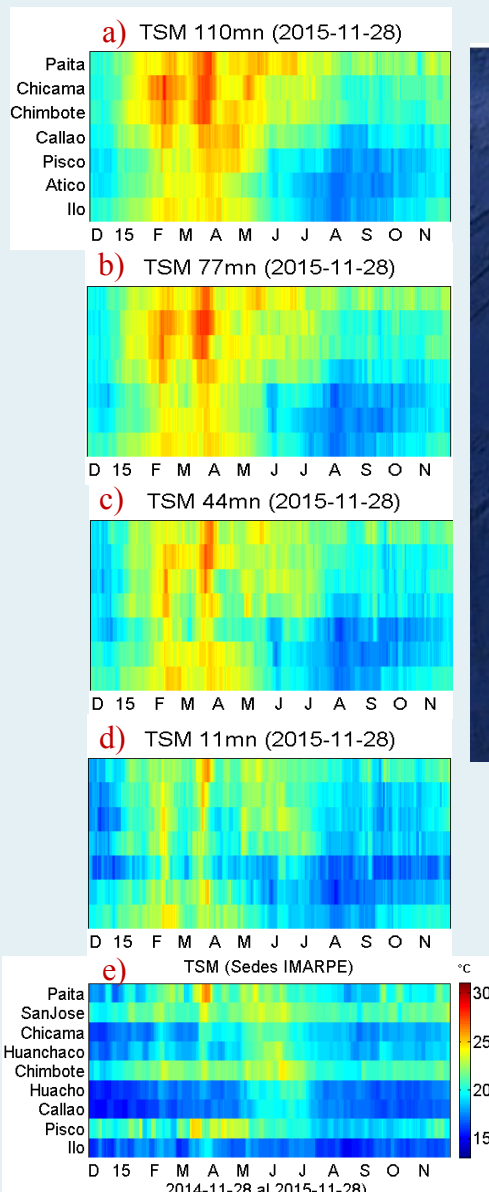 a) TSM 110mn (2015-11-28)
Paita
Chicama
Chimbote
Callao
Pisco
Atico
Ilo
D 15 F M A M J J A S O N
b) TSM 77mn (2015-11-28)
D 15 F M A M J J A S O N
c) TSM 44mn (2015-11-28)
D 15 F M A M J J A S O N
d) TSM 11mn (2015-11-28)
D 15 F M A M J J A S O N
e) TSM (Sedes IMARPE)
°C
Paita
SanJose
Chicama
Huanchaco
Chimbote
Huacho
Callao
Pisco
Ilo
30
25
20
15
D 15 F M A M J J A S O N
2014-11-28 al 2015-11-28)